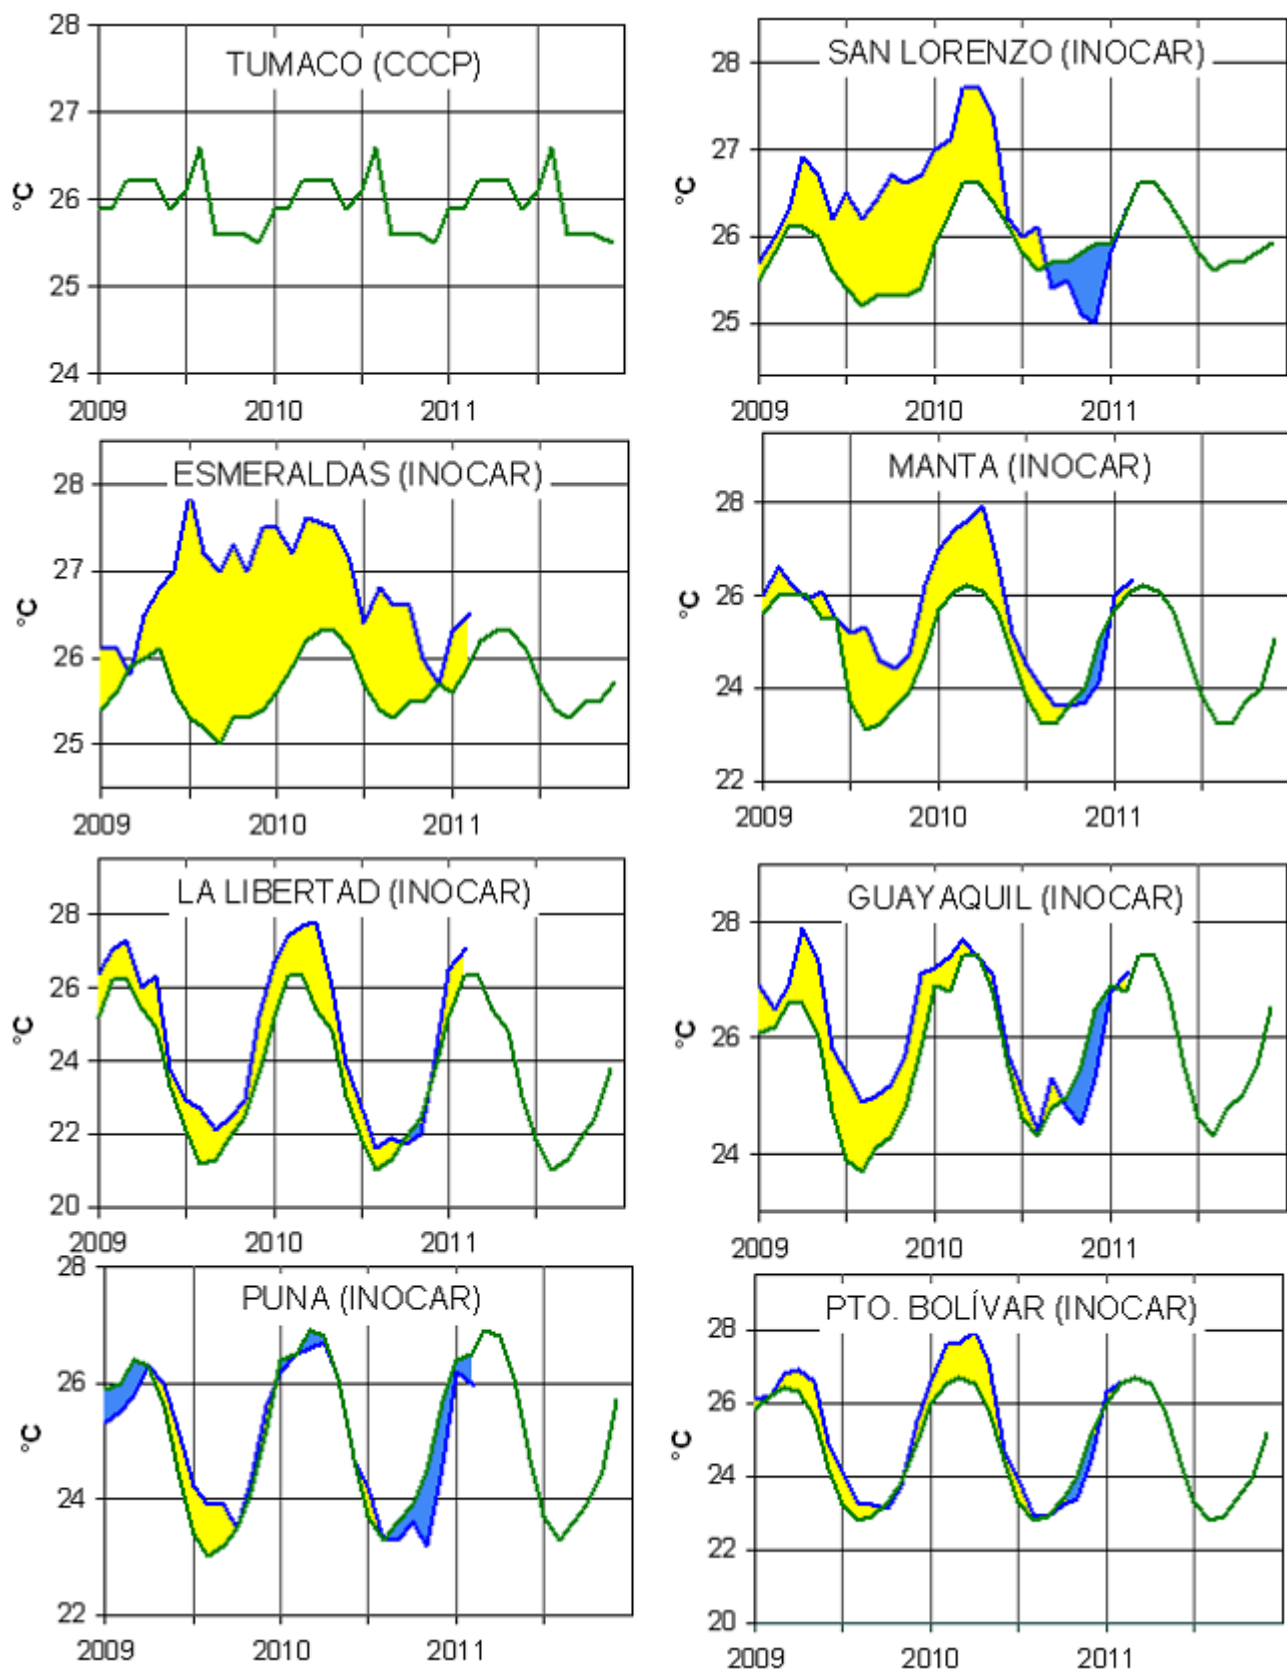 TUMACO (CCCP)
°C
28
27
26
25
24
2009 2010 2011
SAN LORENZO (INOCAR)
°C
28
27
26
25
2009 2010 2011
ESMERALDAS (INOCAR)
°C
28
27
26
25
2009 2010 2011
MANTA (INOCAR)
°C
28
26
24
22
2009 2010 2011
LA LIBERTAD (INOCAR)
°C
28
26
24
22
20
2009 2010 2011
GUAYAQUIL (INOCAR)
°C
28
26
24
2009 2010 2011
PUNA (INOCAR)
°C
28
26
24
22
2009 2010 2011
PTO. BOLÍVAR (INOCAR)
°C
28
26
24
22
20
2009 2010 2011